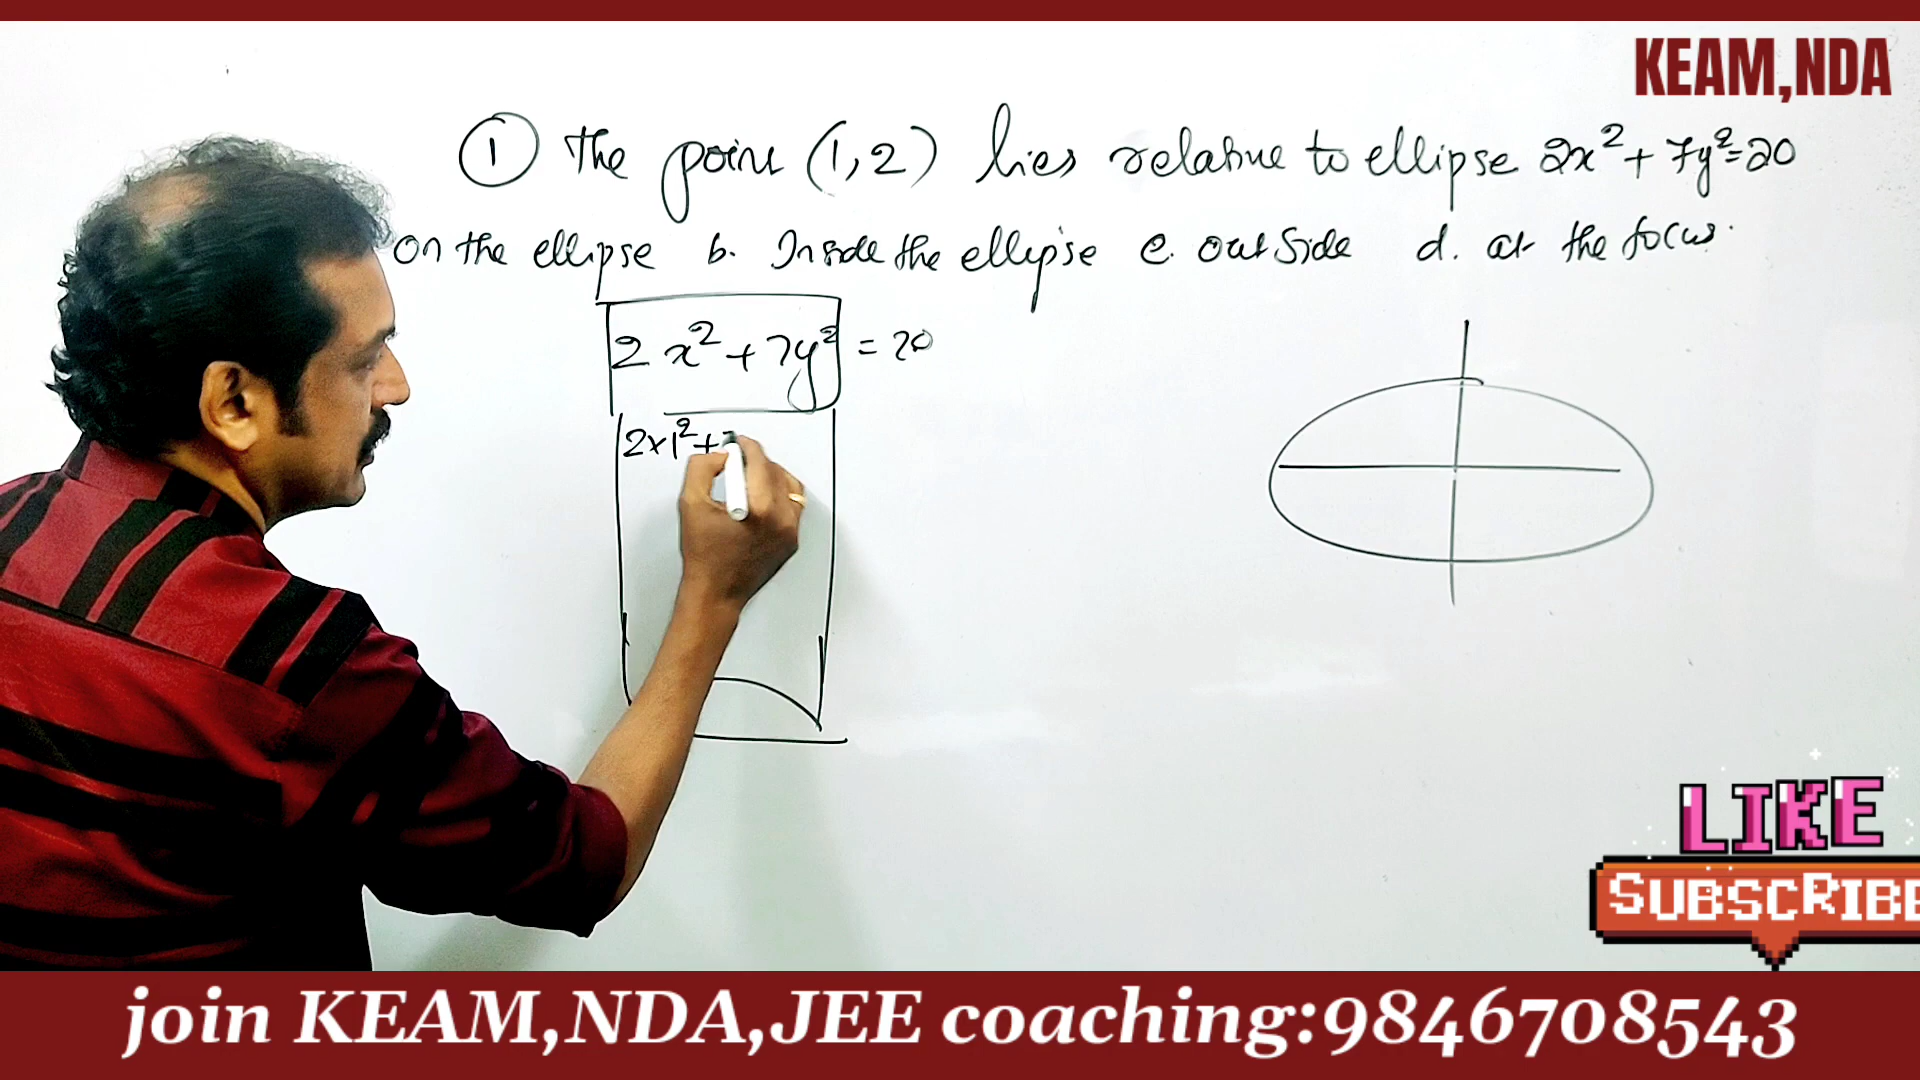 KEAM,NDA
① The point (1,2) lies relative to ellipse 2x²+7y²=20
on the ellipse b. Inside the ellipse c. outside d. at the focus.
2x²+7y² = 20
2×1²+7
LIKE
SUBSCRIBE
join KEAM,NDA,JEE coaching:9846708543